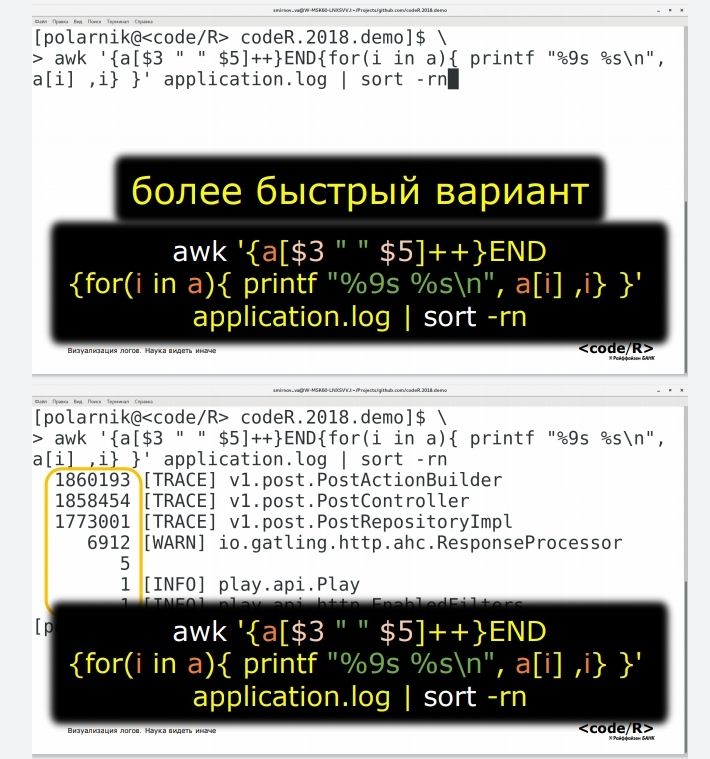 smirnov_va@W-MSK60-LNXSVV.I:~/Projects/github.com/codeR.2018.demo
Файл Правка Вид Поиск Терминал Справка
[polarnik@<code/R> codeR.2018.demo]$ \
> awk '{a[$3 " " $5]++}END{for(i in a){ printf "%9s %s\n",
a[i] ,i} }' application.log | sort -rn
более быстрый вариант
awk '{a[$3 " " $5]++}END
{for(i in a){ printf "%9s %s\n", a[i] ,i} }'
application.log | sort -rn
Визуализация логов. Наука видеть иначе
<code/R>
Райффайзен БАНК
smirnov_va@W-MSK60-LNXSVV.I:~/Projects/github.com/codeR.2018.demo
Файл Правка Вид Поиск Терминал Справка
[polarnik@<code/R> codeR.2018.demo]$ \
> awk '{a[$3 " " $5]++}END{for(i in a){ printf "%9s %s\n",
a[i] ,i} }' application.log | sort -rn
1860193 [TRACE] v1.post.PostActionBuilder
1858454 [TRACE] v1.post.PostController
1773001 [TRACE] v1.post.PostRepositoryImpl
6912 [WARN] io.gatling.http.ahc.ResponseProcessor
5
1 [INFO] play.api.Play
1 [INFO] play.api.http.EnabledFilters
[p
awk '{a[$3 " " $5]++}END
{for(i in a){ printf "%9s %s\n", a[i] ,i} }'
application.log | sort -rn
Визуализация логов. Наука видеть иначе
<code/R>
Райффайзен БАНК